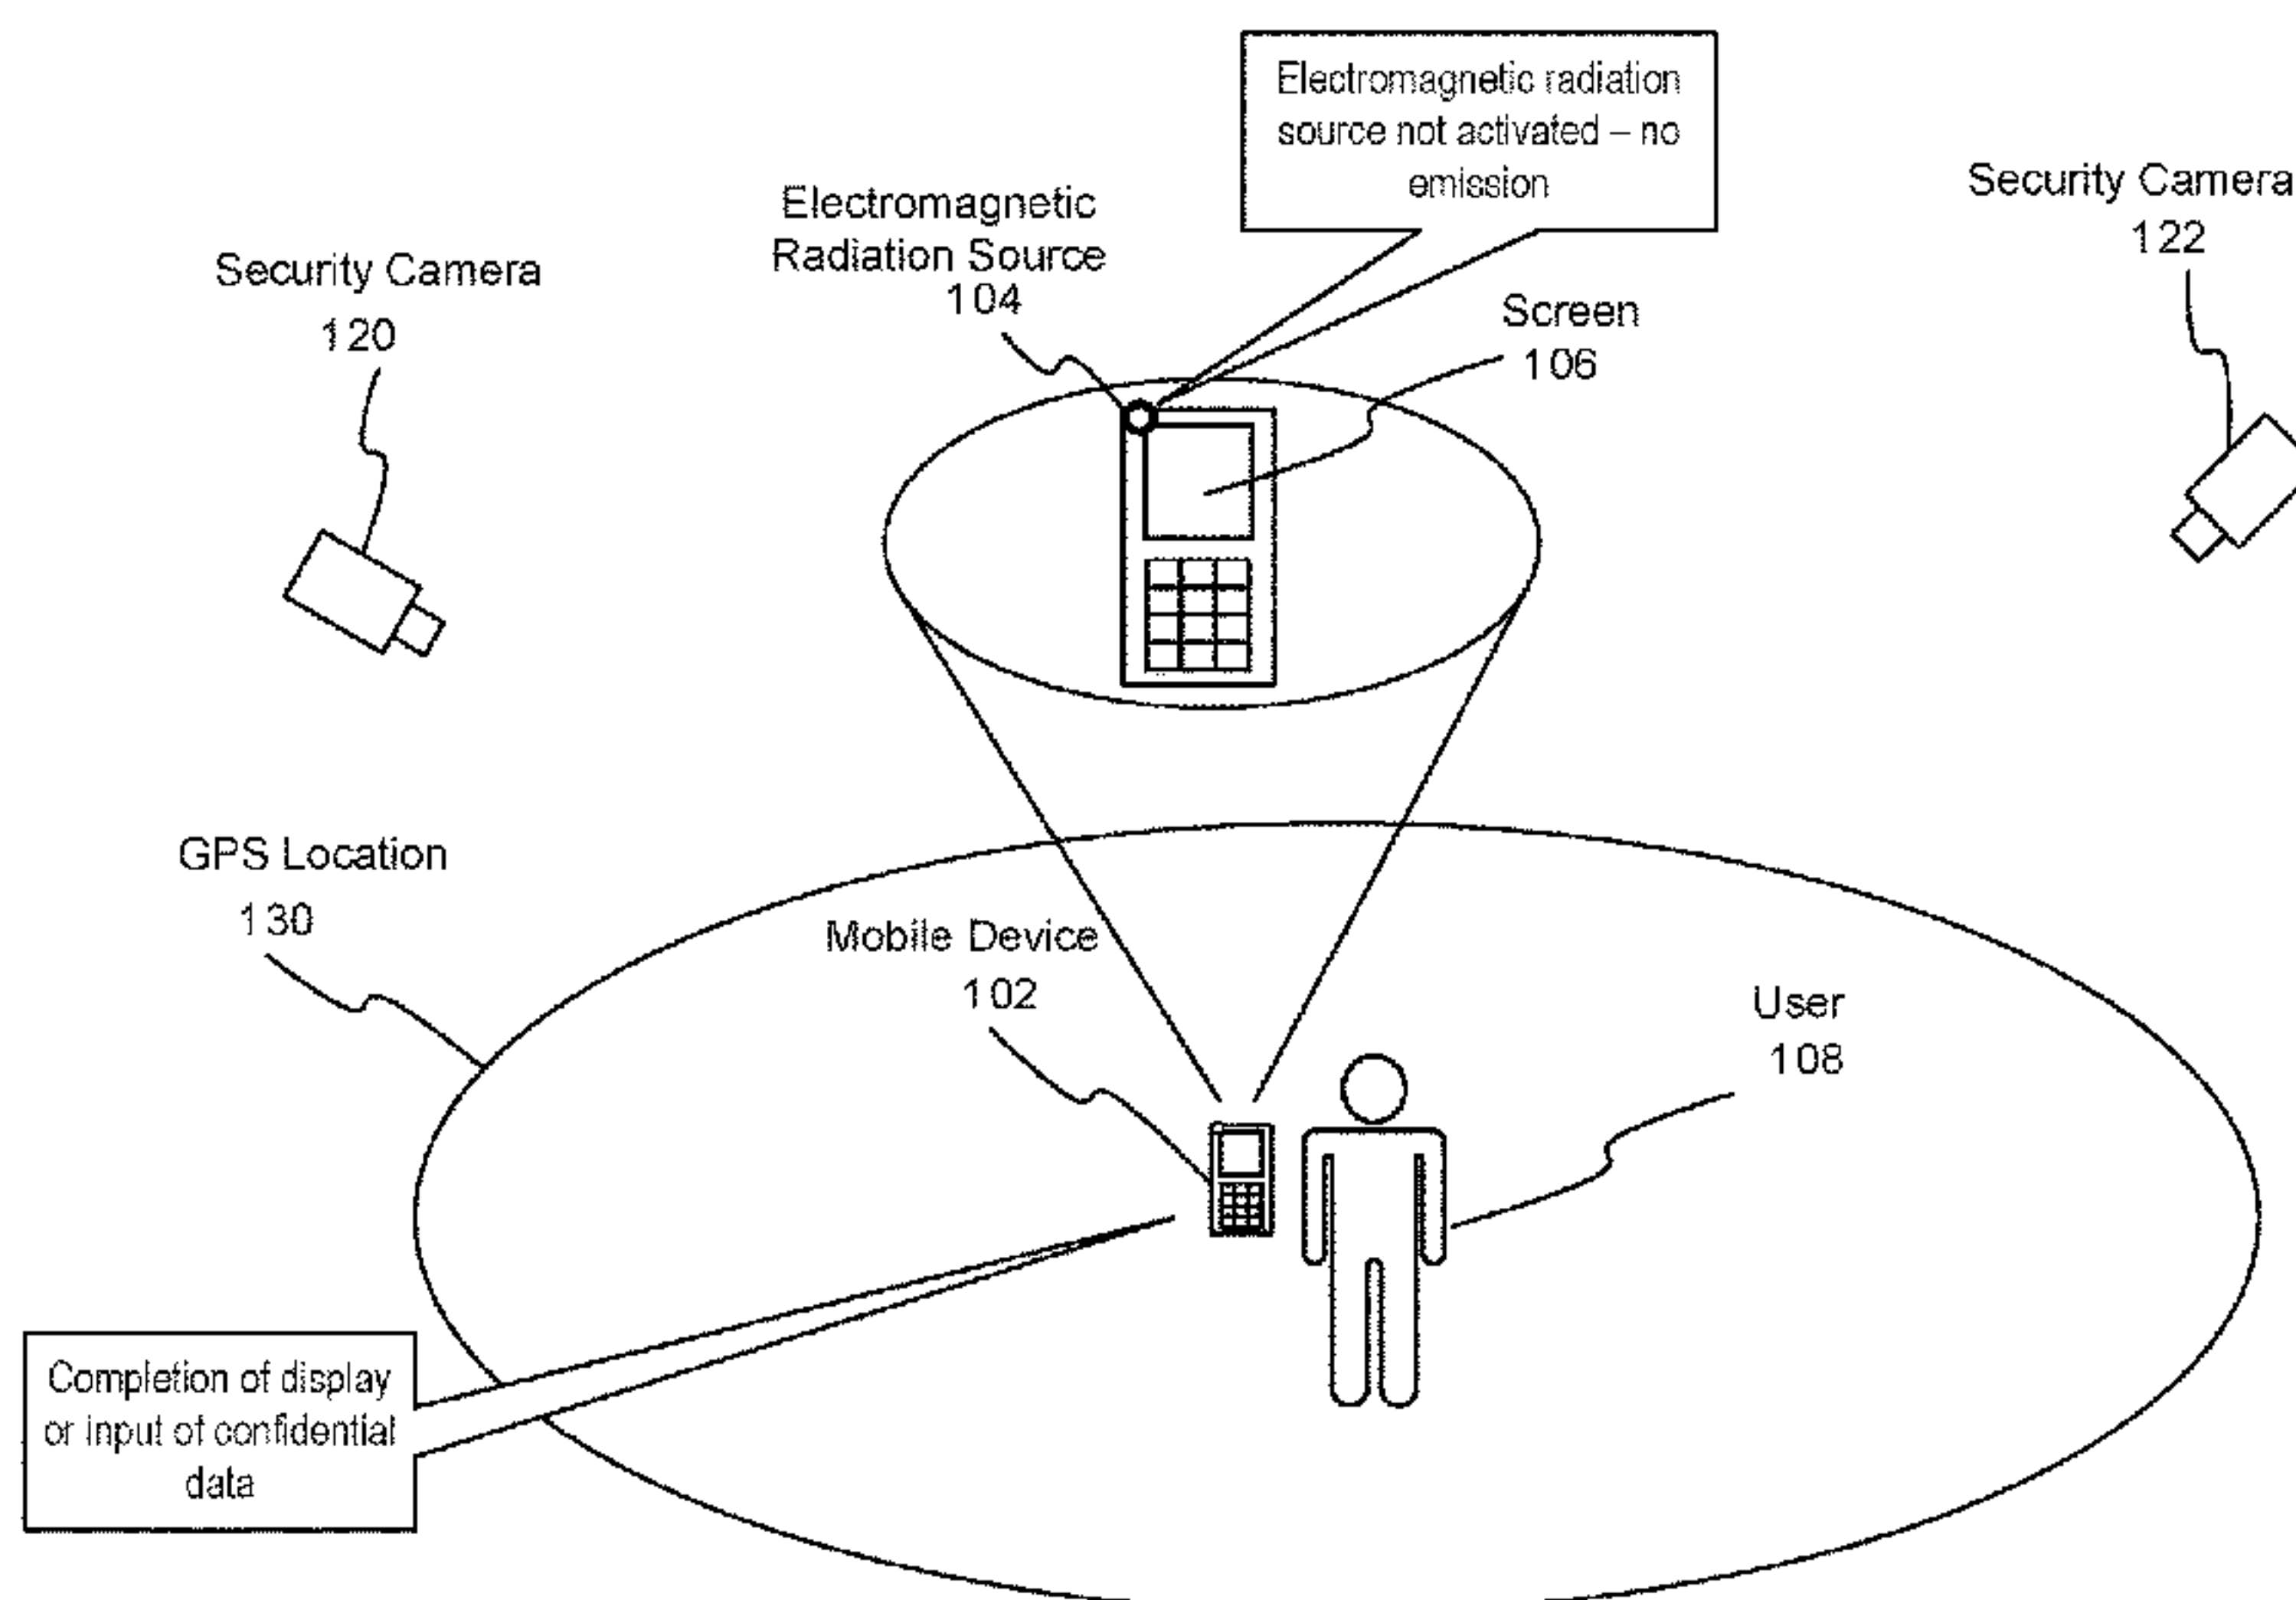 Electromagnetic radiation
source not activated – no
emission
Security Camera
122
Electromagnetic
Radiation Source
104
Security Camera
120
Screen
106
GPS Location
130
Mobile Device
102
User
108
Completion of display
or input of confidential
data